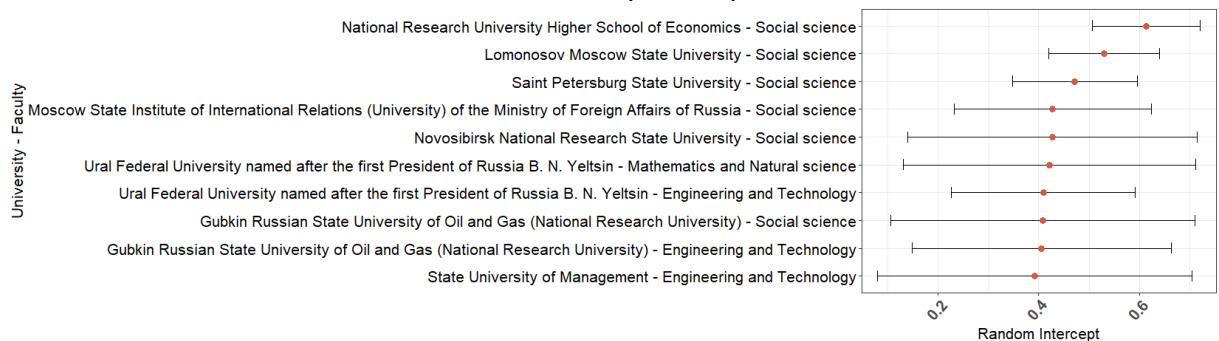 National Research University Higher School of Economics - Social science
Lomonosov Moscow State University - Social science
Saint Petersburg State University - Social science
Moscow State Institute of International Relations (University) of the Ministry of Foreign Affairs of Russia - Social science
Novosibirsk National Research State University - Social science
Ural Federal University named after the first President of Russia B. N. Yeltsin - Mathematics and Natural science
Ural Federal University named after the first President of Russia B. N. Yeltsin - Engineering and Technology
Gubkin Russian State University of Oil and Gas (National Research University) - Social science
Gubkin Russian State University of Oil and Gas (National Research University) - Engineering and Technology
State University of Management - Engineering and Technology
University - Faculty
0.2
0.4
0.6
Random Intercept